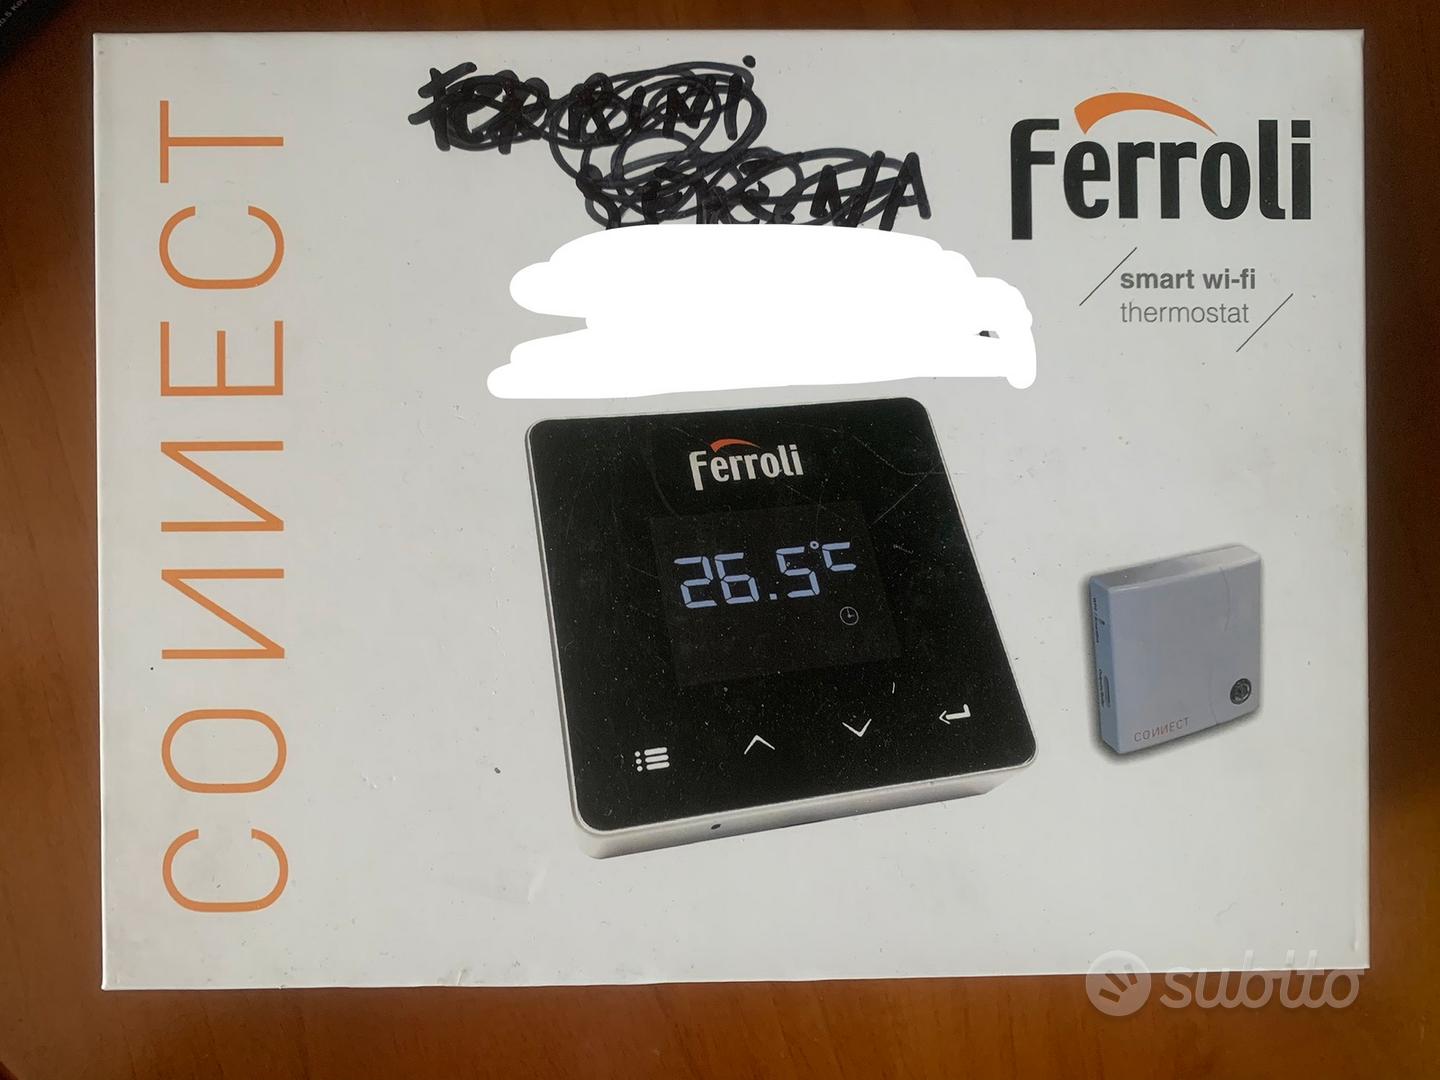 CONNECT
Ferroli
smart wi-fi
thermostat
Ferroli
26.5°C
CONNECT
subito